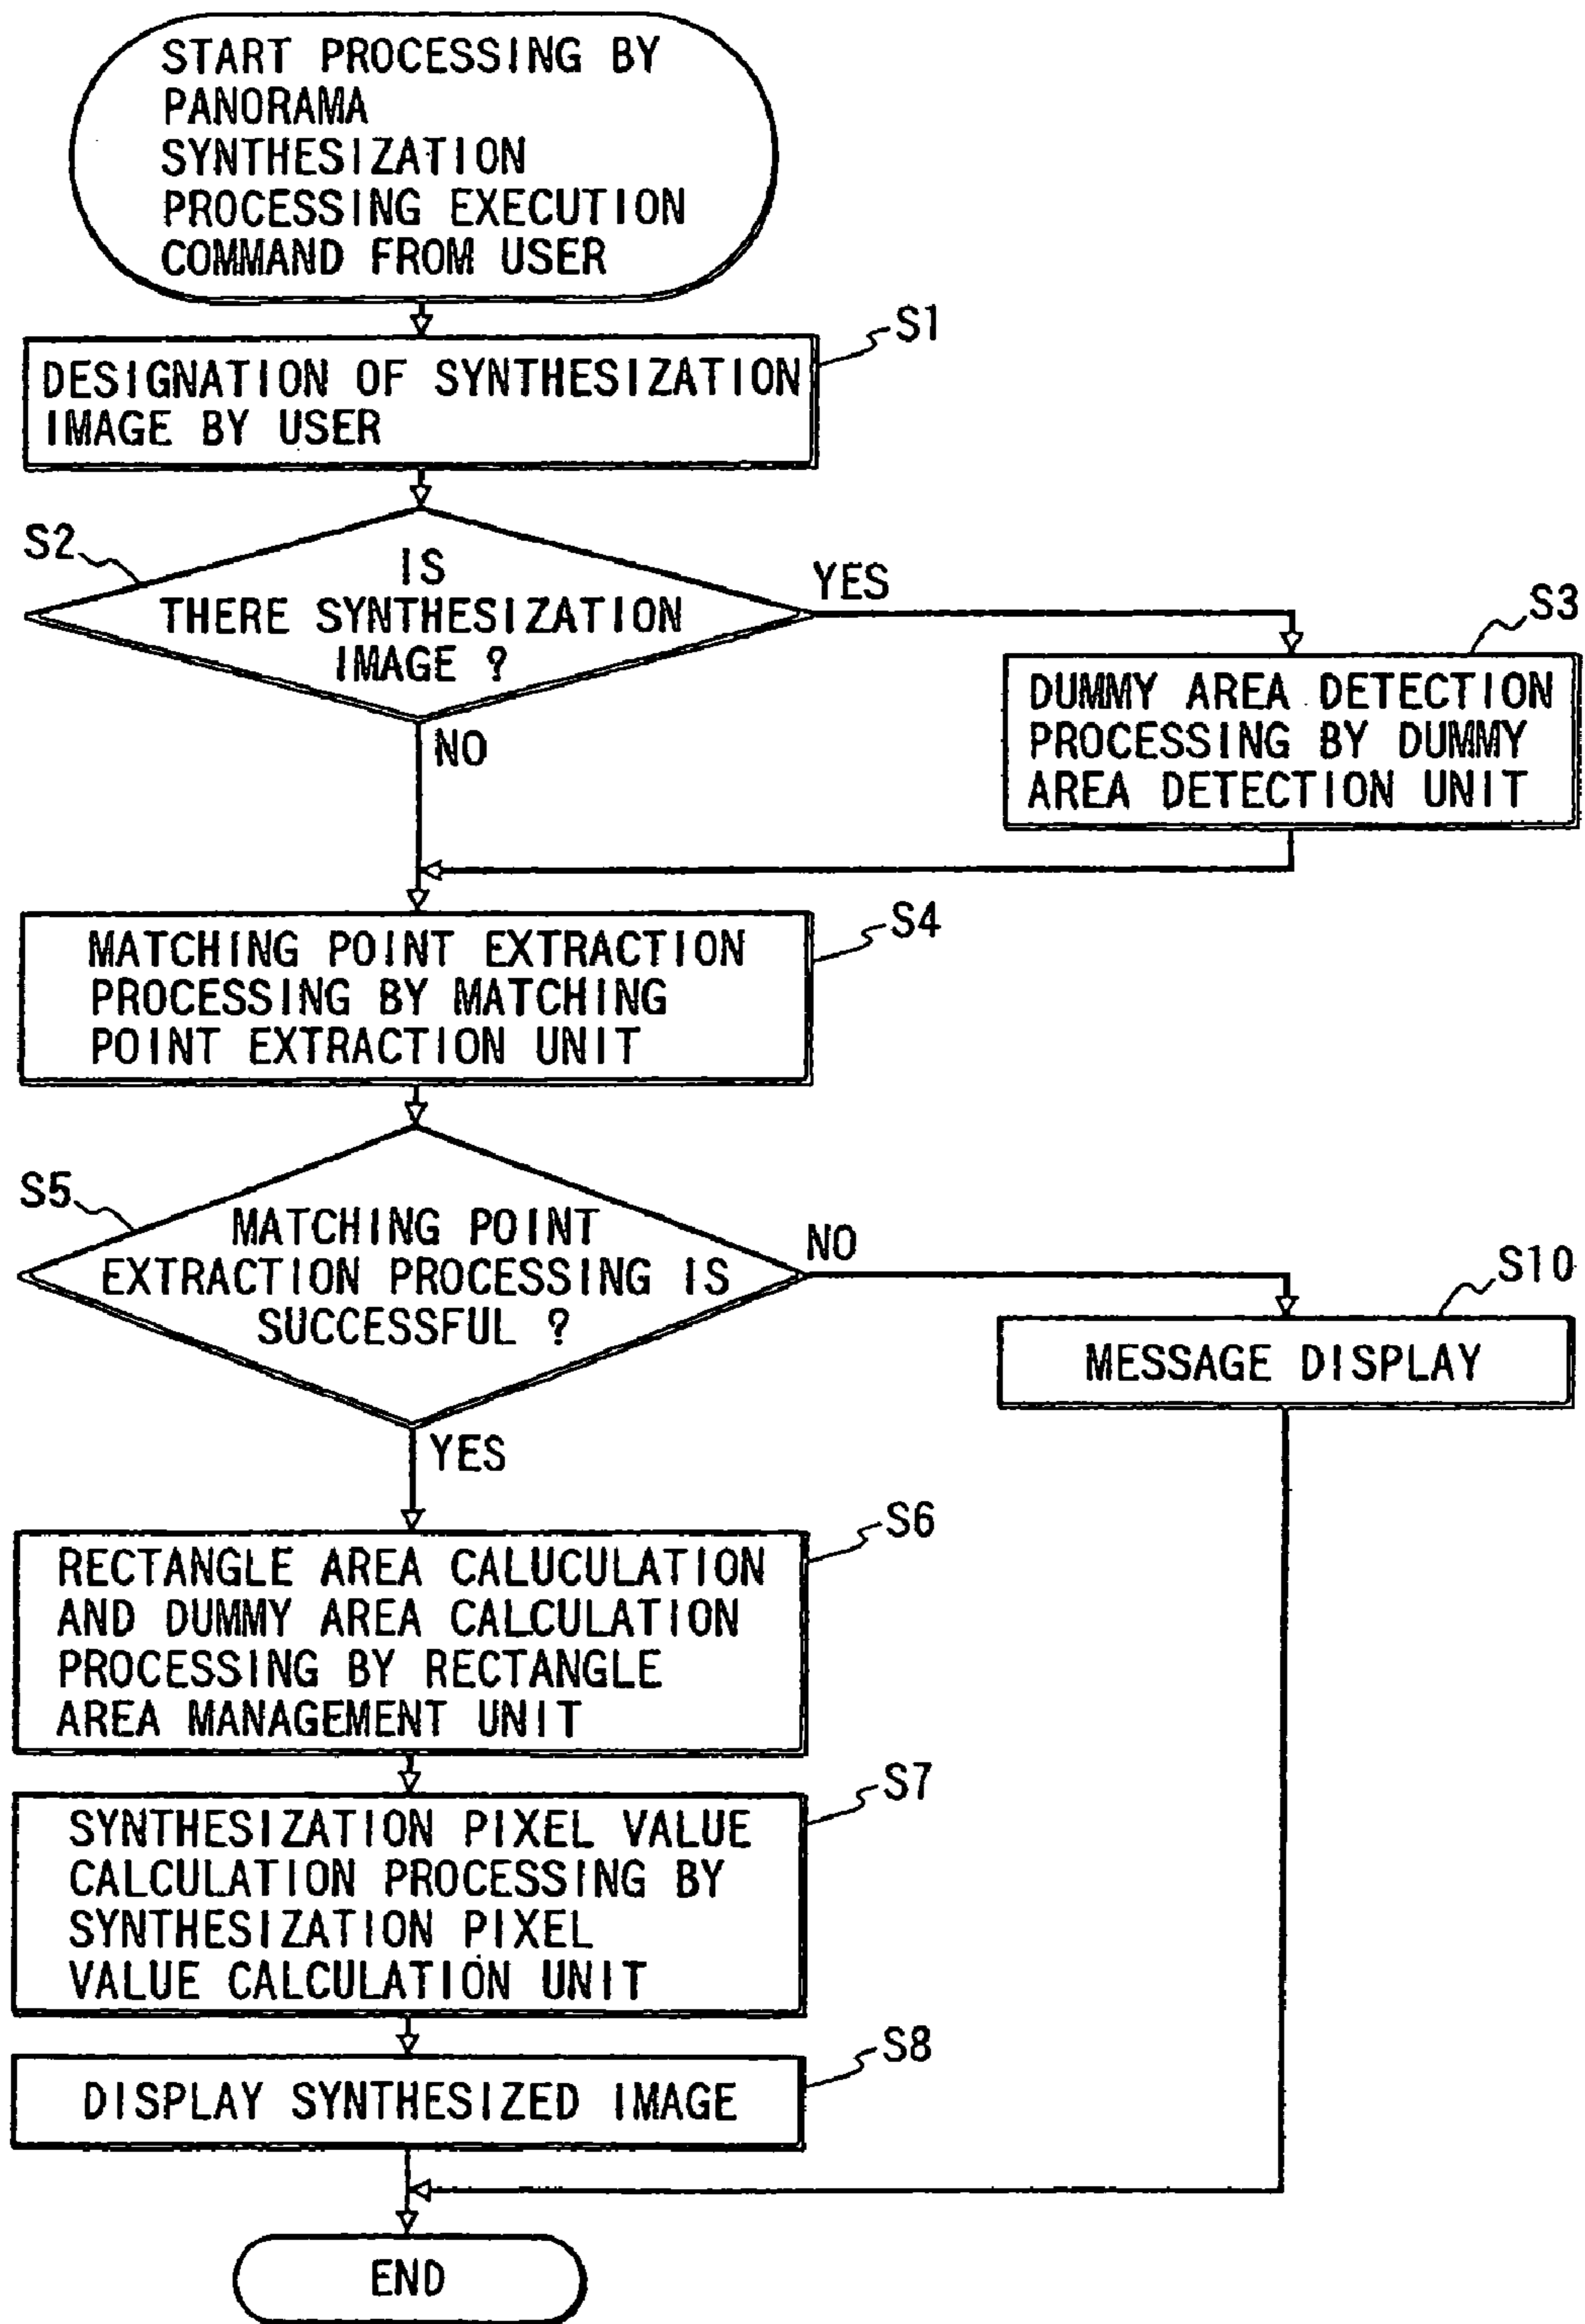 START PROCESSING BY
PANORAMA
SYNTHESIZATION
PROCESSING EXECUTION
COMMAND FROM USER
S1
DESIGNATION OF SYNTHESIZATION
IMAGE BY USER
S2
IS
THERE SYNTHESIZATION
IMAGE ?
YES
NO
S3
DUMMY AREA DETECTION
PROCESSING BY DUMMY
AREA DETECTION UNIT
S4
MATCHING POINT EXTRACTION
PROCESSING BY MATCHING
POINT EXTRACTION UNIT
S5
MATCHING POINT
EXTRACTION PROCESSING IS
SUCCESSFUL ?
NO
YES
S10
MESSAGE DISPLAY
S6
RECTANGLE AREA CALUCULATION
AND DUMMY AREA CALCULATION
PROCESSING BY RECTANGLE
AREA MANAGEMENT UNIT
S7
SYNTHESIZATION PIXEL VALUE
CALCULATION PROCESSING BY
SYNTHESIZATION PIXEL
VALUE CALCULATION UNIT
S8
DISPLAY SYNTHESIZED IMAGE
END